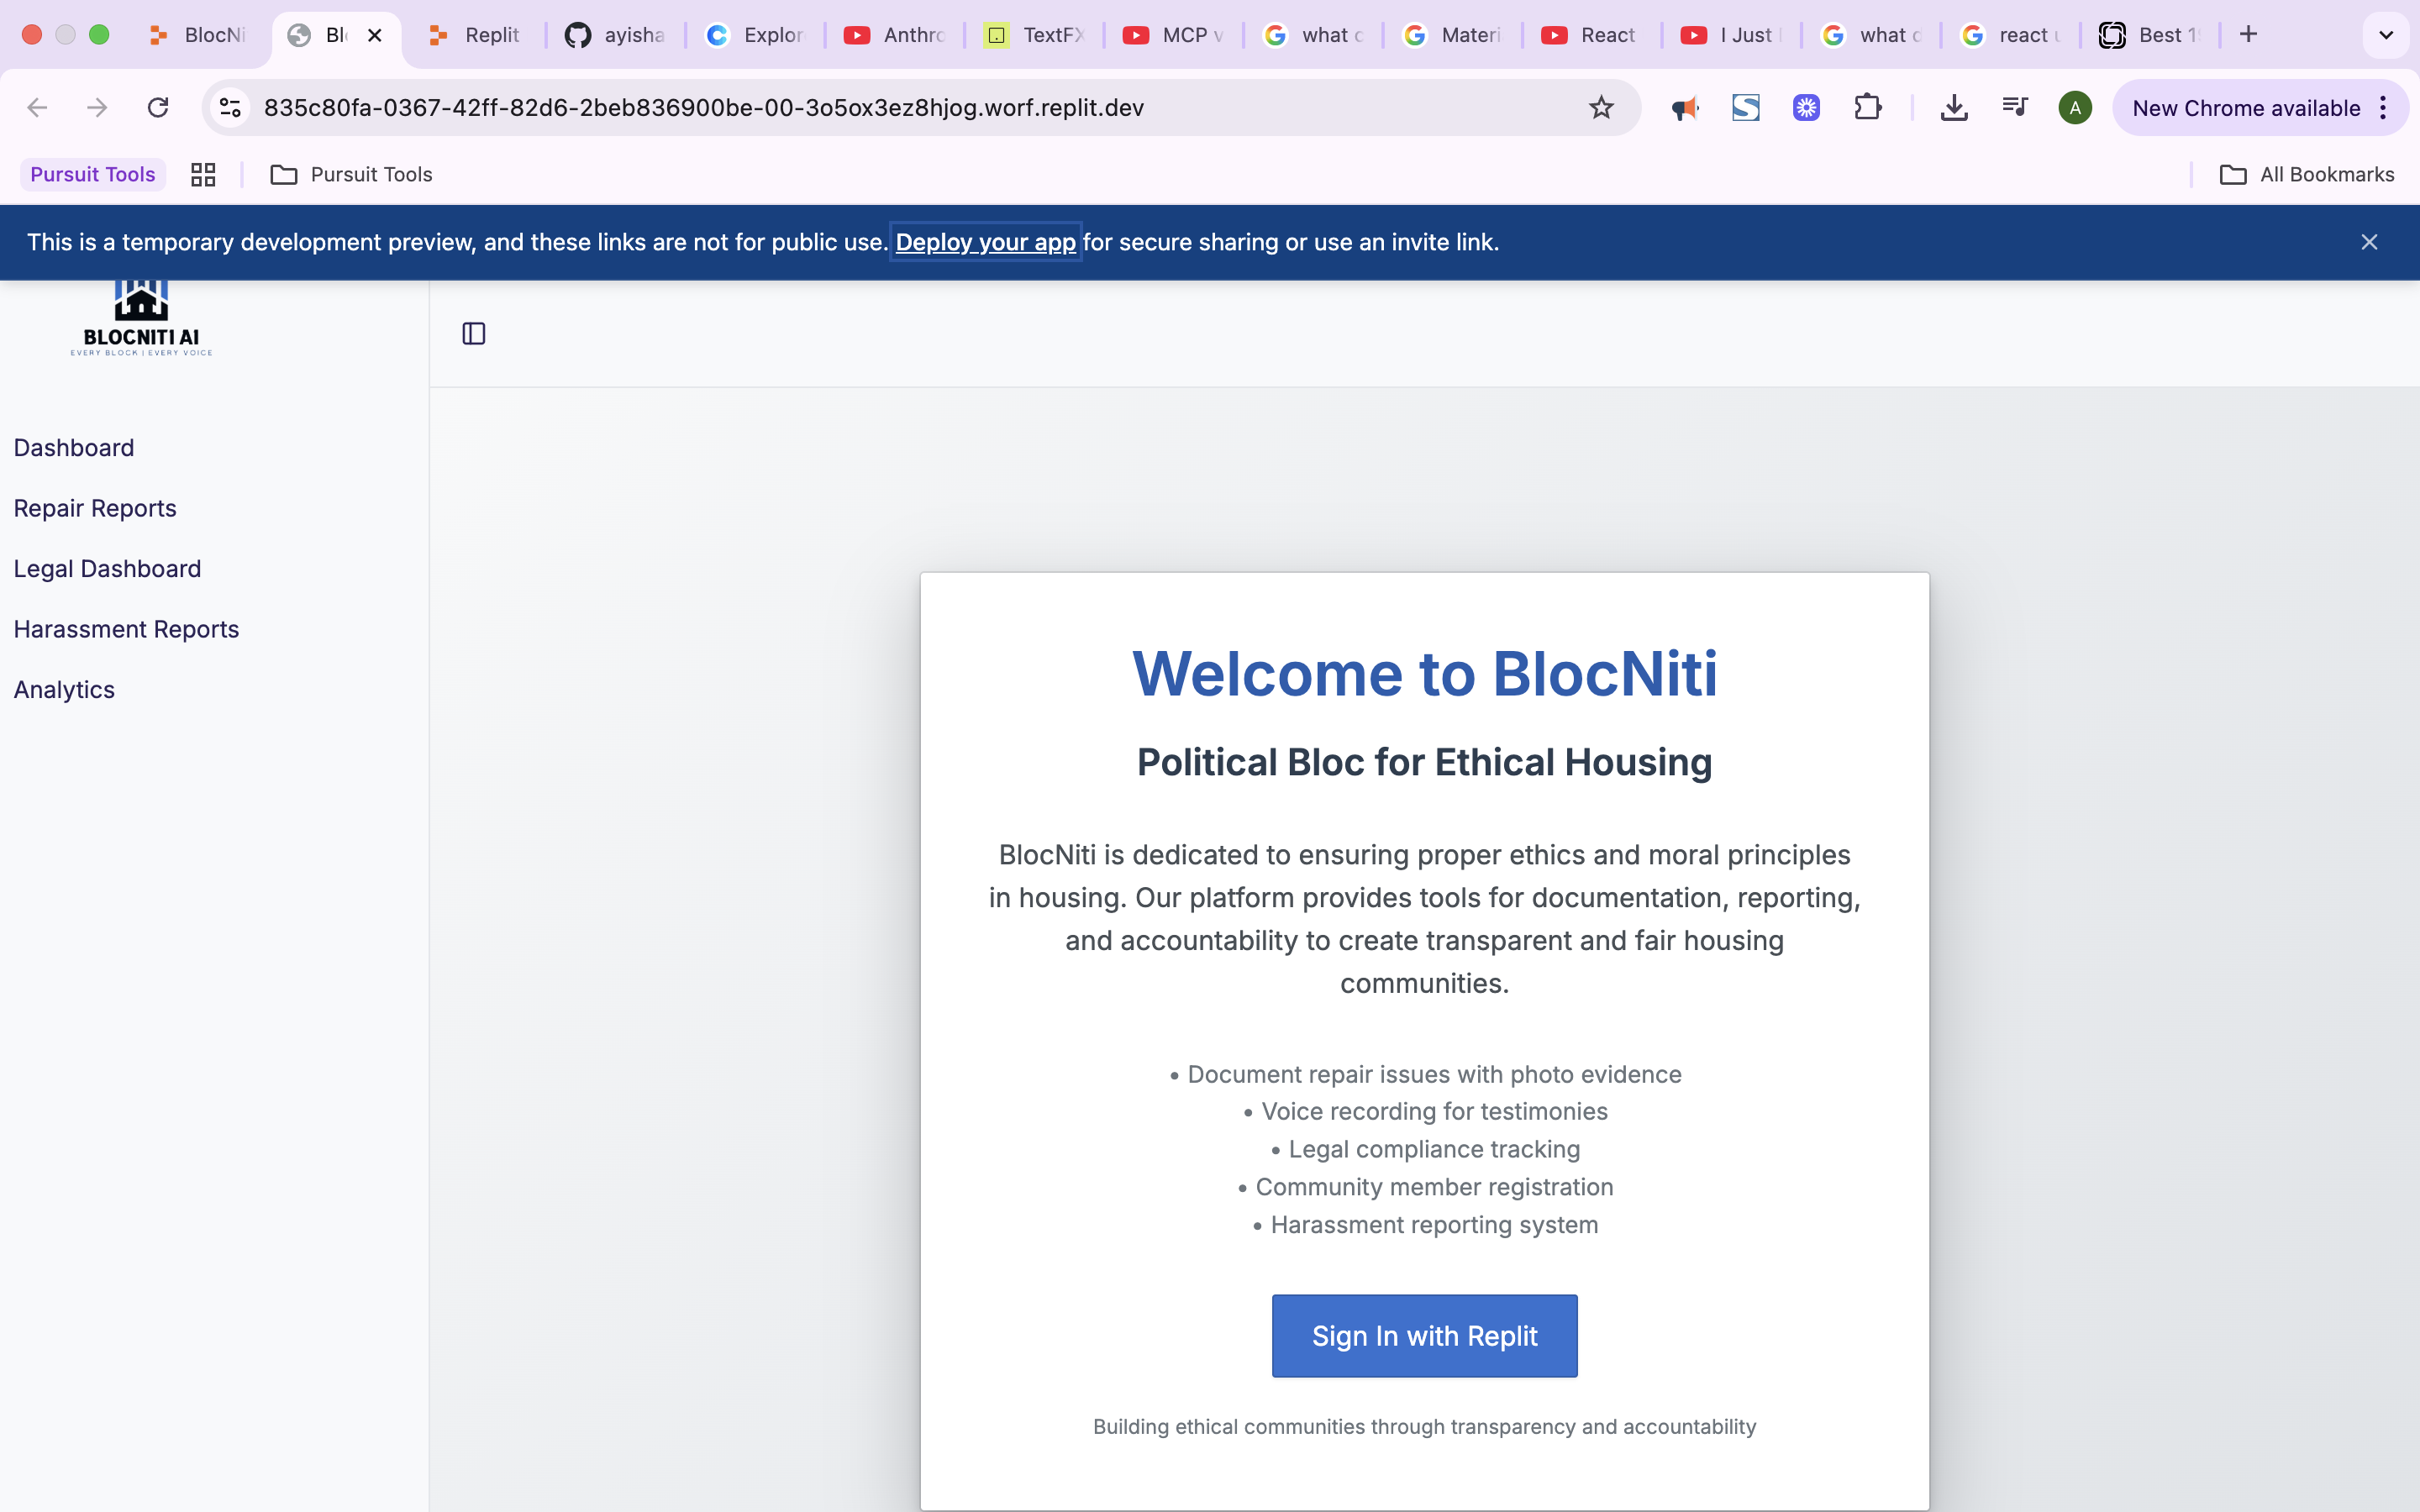 BlocNi
Bl
Replit
ayisha
Explor
Anthro
TextFX
MCP v
what c
Materi
React
I Just
what d
react u
Best 1
835c80fa-0367-42ff-82d6-2beb836900be-00-3o5ox3ez8hjog.worf.replit.dev
A
New Chrome available
Pursuit Tools
Pursuit Tools
All Bookmarks
This is a temporary development preview, and these links are not for public use. Deploy your app for secure sharing or use an invite link.
BLOCNITI AI
EVERY BLOCK | EVERY VOICE
Dashboard
Repair Reports
Legal Dashboard
Harassment Reports
Analytics
Welcome to BlocNiti
Political Bloc for Ethical Housing
BlocNiti is dedicated to ensuring proper ethics and moral principles
in housing. Our platform provides tools for documentation, reporting,
and accountability to create transparent and fair housing
communities.
• Document repair issues with photo evidence
• Voice recording for testimonies
• Legal compliance tracking
• Community member registration
• Harassment reporting system
Sign In with Replit
Building ethical communities through transparency and accountability